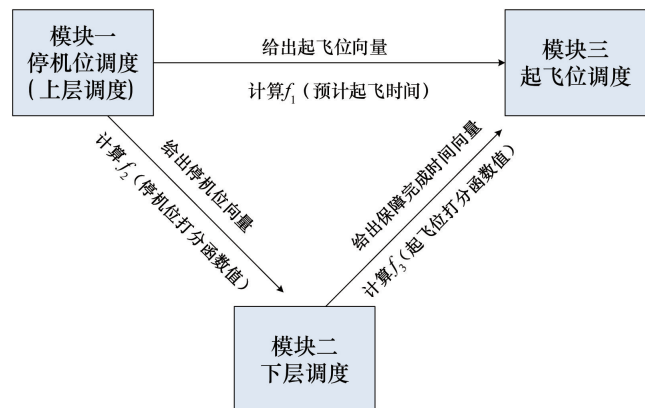 模块一
停机位调度
(上层调度)
给出起飞位向量
计算f₁（预计起飞时间）
模块三
起飞位调度
给出停机位向量
计算f₂（停机位打分函数值）
给出保障完成时间向量
计算f₃（起飞位打分函数值）
模块二
下层调度